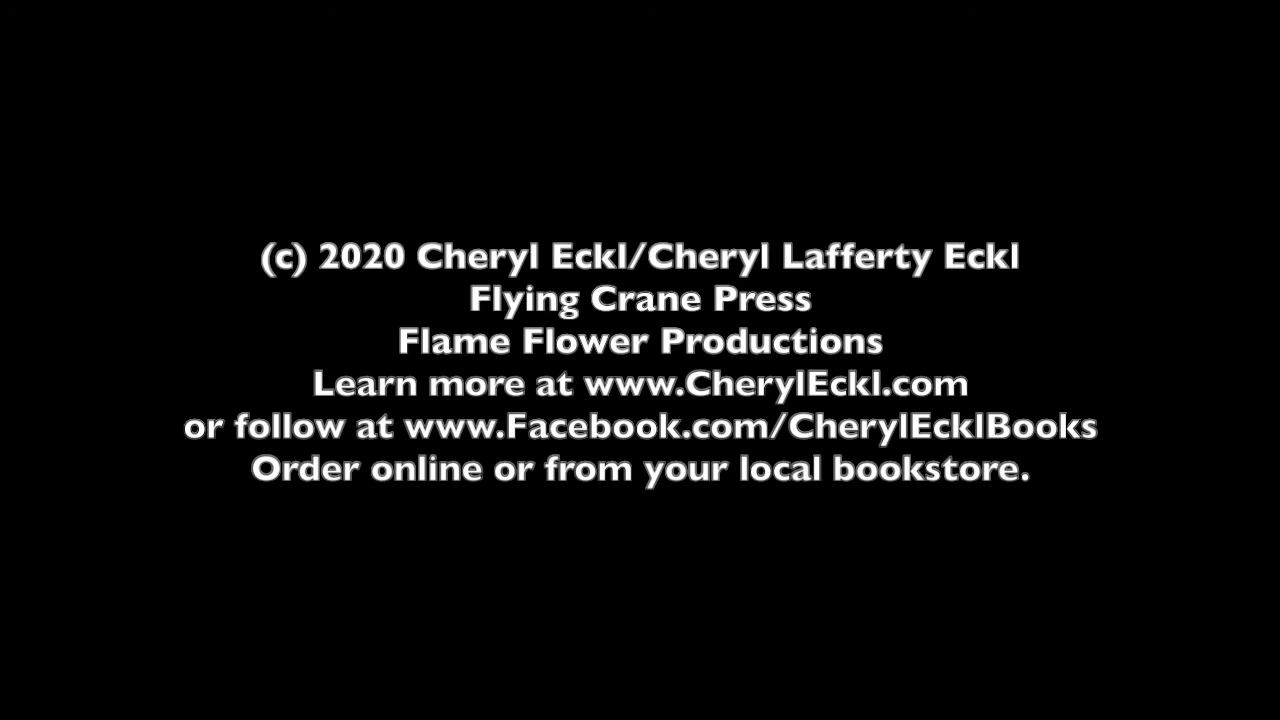 (c) 2020 Cheryl Eckl/Cheryl Lafferty Eckl
Flying Crane Press
Flame Flower Productions
Learn more at www.CherylEckl.com
or follow at www.Facebook.com/CherylEcklBooks
Order online or from your local bookstore.